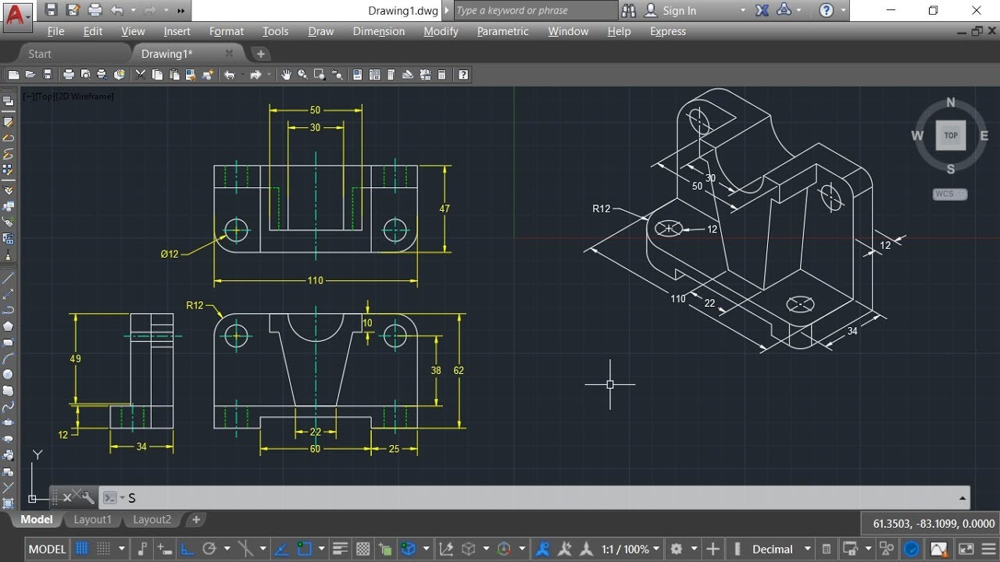 A Drawing1.dwg Type a keyword or phrase Sign In ?
File Edit View Insert Format Tools Draw Dimension Modify Parametric Window Help Express
Start Drawing1* +
[−][Top][2D Wireframe]
50
30
47
Ø12
110
R12
10
49
38
62
12
34
22
60
25
30
50
R12
12
12
110
22
34
N
W TOP E
S
WCS
Y
S
Model Layout1 Layout2 +
61.3503, -83.1099, 0.0000
MODEL 1:1 / 100% Decimal